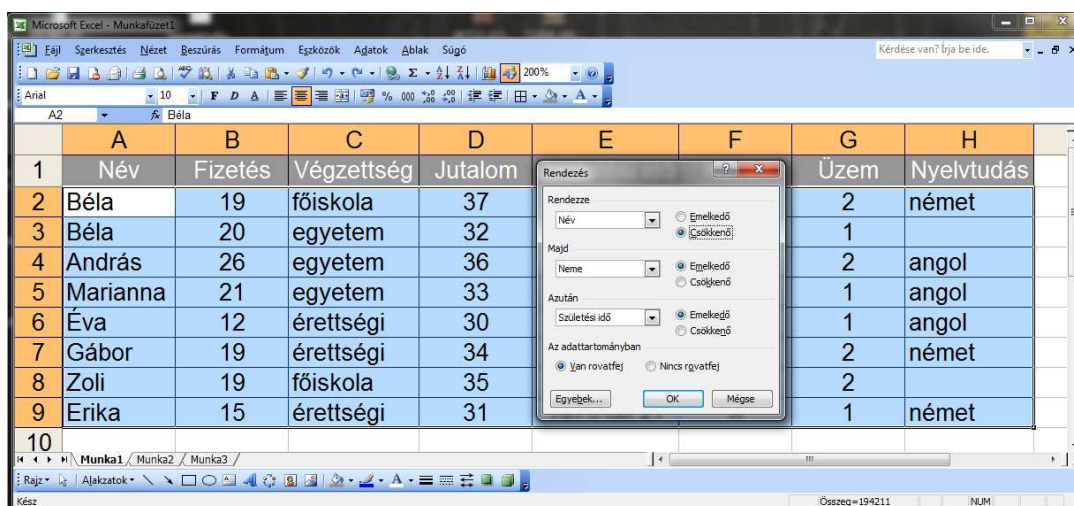 Microsoft Excel - Munkafüzet1
Fájl Szerkesztés Nézet Beszúrás Formátum Eszközök Adatok Ablak Súgó Kérdése van? Írja be ide.
200%
Arial 10 F D A % 000
A2 fx Béla
A B C D E F G H
1 Név Fizetés Végzettség Jutalom Üzem Nyelvtudás
2 Béla 19 főiskola 37 2 német
3 Béla 20 egyetem 32 1
4 András 26 egyetem 36 2 angol
5 Marianna 21 egyetem 33 1 angol
6 Éva 12 érettségi 30 1 angol
7 Gábor 19 érettségi 34 2 német
8 Zoli 19 főiskola 35 2
9 Erika 15 érettségi 31 1 német
10
Rendezés
Rendezze
Név Emelkedő
Csökkenő
Majd
Neme Emelkedő
Csökkenő
Azután
Születési idő Emelkedő
Csökkenő
Az adattartományban
Van rovatfej Nincs rovatfej
Egyebek... OK Mégse
Munka1 / Munka2 / Munka3 /
Rajz Alakzatok
Kész Összeg=194211 NUM